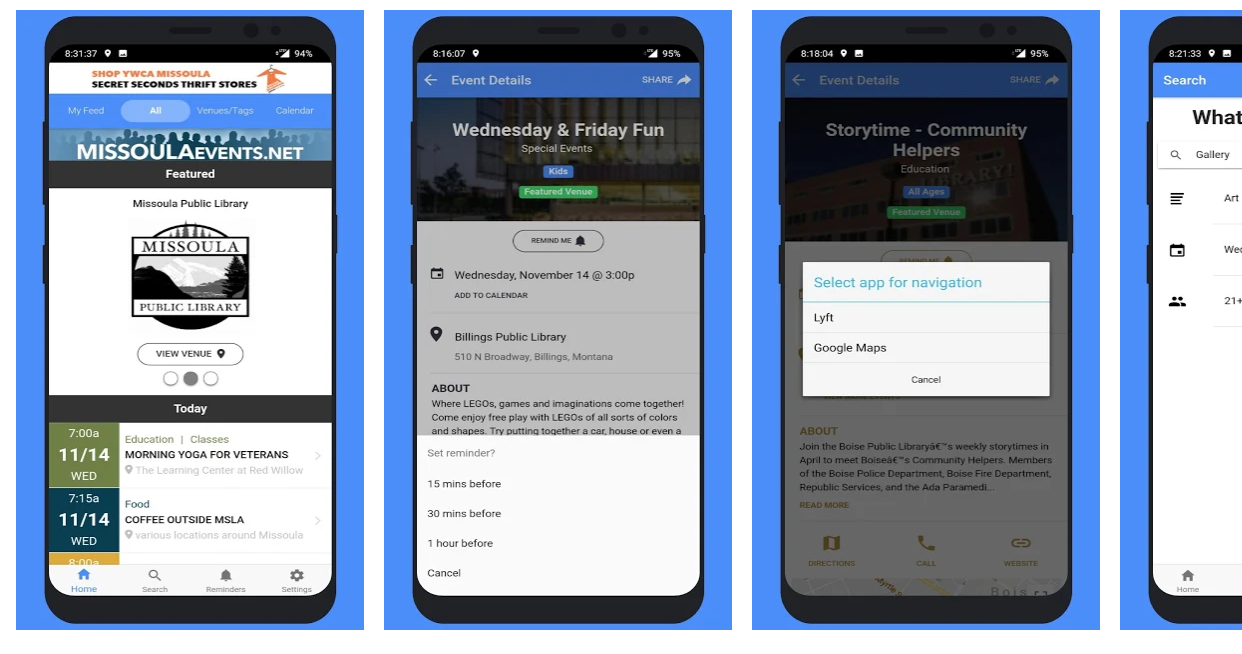 8:31:37
94%
SHOP YWCA MISSOULA
SECRET SECONDS THRIFT STORES
My Feed
All
Venues/Tags
Calendar
MISSOULAEVENTS.NET
Featured
Missoula Public Library
MISSOULA
PUBLIC LIBRARY
VIEW VENUE
Today
7:00a
11/14
WED
Education | Classes
MORNING YOGA FOR VETERANS
The Learning Center at Red Willow
7:15a
11/14
WED
Food
COFFEE OUTSIDE MSLA
various locations around Missoula
8:00a
Home
Search
Reminders
Settings
8:16:07
LTE
95%
Event Details
SHARE
Wednesday & Friday Fun
Special Events
Kids
Featured Venue
REMIND ME
Wednesday, November 14 @ 3:00p
ADD TO CALENDAR
Billings Public Library
510 N Broadway, Billings, Montana
ABOUT
Where LEGOs, games and imaginations come together!
Come enjoy free play with LEGOs of all sorts of colors
and shapes. Try putting together a car, house or even a
Set reminder?
15 mins before
30 mins before
1 hour before
Cancel
8:18:04
LTE
95%
Event Details
SHARE
LIBRARY!
Storytime - Community
Helpers
Education
All Ages
Featured Venue
REMIND ME
Select app for navigation
Lyft
Google Maps
Cancel
ABOUT
Join the Boise Public Libraryâ€™s weekly storytimes in
April to meet Boiseâ€™s Community Helpers. Members
of the Boise Police Department, Boise Fire Department,
Republic Services, and the Ada Paramedi...
READ MORE
DIRECTIONS
CALL
WEBSITE
Myrtle
Bois
8:21:33
Search
What
Gallery
Art
Wed
21+
Home